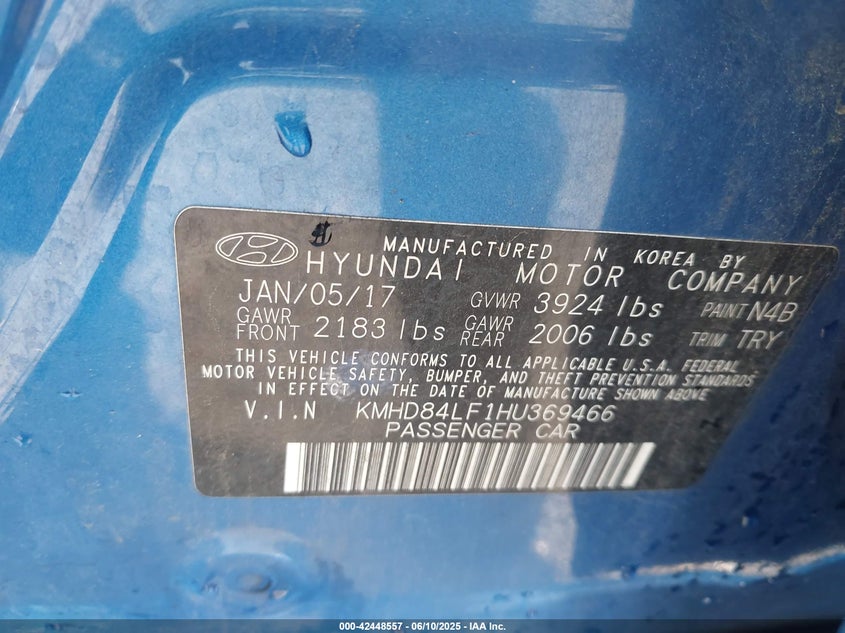 MANUFACTURED IN KOREA BY
HYUNDAI MOTOR COMPANY
JAN/05/17 GVWR 3924 lbs PAINT N4B
GAWR FRONT 2183 lbs GAWR REAR 2006 lbs TRIM TRY
THIS VEHICLE CONFORMS TO ALL APPLICABLE U.S.A. FEDERAL
MOTOR VEHICLE SAFETY, BUMPER, AND THEFT PREVENTION STANDARDS
IN EFFECT ON THE DATE OF MANUFACTURE SHOWN ABOVE
V.I.N KMHD84LF1HU369466
PASSENGER CAR
000-42448557 - 06/10/2025 - IAA Inc.